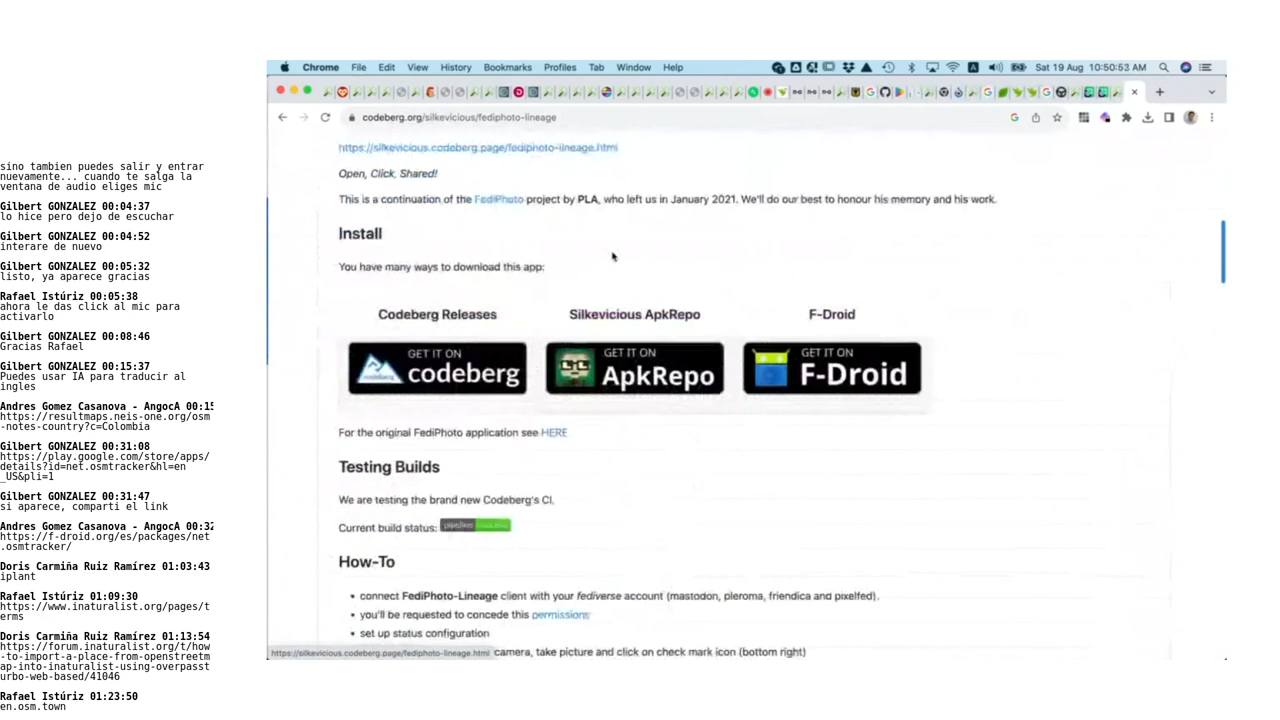 sino tambien puedes salir y entrar
nuevamente... cuando te salga la
ventana de audio eliges mic
Gilbert GONZALEZ 00:04:37
lo hice pero dejo de escuchar
Gilbert GONZALEZ 00:04:52
interare de nuevo
Gilbert GONZALEZ 00:05:32
listo, ya aparece gracias
Rafael Istúriz 00:05:38
ahora le das click al mic para
activarlo
Gilbert GONZALEZ 00:08:46
Gracias Rafael
Gilbert GONZALEZ 00:15:37
Puedes usar IA para traducir al
ingles
Andres Gomez Casanova - AngocA 00:15
https://resultmaps.neis-one.org/osm
-notes-country?c=Colombia
Gilbert GONZALEZ 00:31:08
https://play.google.com/store/apps/
details?id=net.osmtracker&hl=en
_US&pli=1
Gilbert GONZALEZ 00:31:47
si aparece, comparti el link
Andres Gomez Casanova - AngocA 00:32
https://f-droid.org/es/packages/net
.osmtracker/
Doris Carmiña Ruiz Ramírez 01:03:43
iplant
Rafael Istúriz 01:09:30
https://www.inaturalist.org/pages/t
erms
Doris Carmiña Ruiz Ramírez 01:13:54
https://forum.inaturalist.org/t/how
-to-import-a-place-from-openstreetm
ap-into-inaturalist-using-overpasst
urbo-web-based/41046
Rafael Istúriz 01:23:50
en.osm.town
Chrome File Edit View History Bookmarks Profiles Tab Window Help Sat 19 Aug 10:50:53 AM
codeberg.org/silkevicious/fediphoto-lineage
https://silkevicious.codeberg.page/fediphoto-lineage.html
Open, Click, Shared!
This is a continuation of the FediPhoto project by PLA, who left us in January 2021. We'll do our best to honour his memory and his work.
Install
You have many ways to download this app:
Codeberg Releases Silkevicious ApkRepo F-Droid
GET IT ON codeberg
GET IT ON ApkRepo
GET IT ON F-Droid
For the original FediPhoto application see HERE
Testing Builds
We are testing the brand new Codeberg's CI.
Current build status:
How-To
• connect FediPhoto-Lineage client with your fediverse account (mastodon, pleroma, friendica and pixelfed).
• you'll be requested to concede this permissions
• set up status configuration
camera, take picture and click on check mark icon (bottom right)
https://silkevicious.codeberg.page/fediphoto-lineage.html